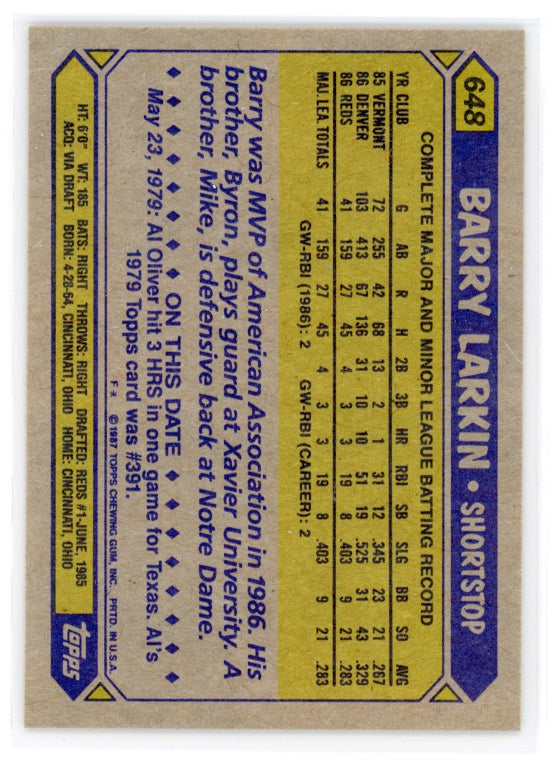 648 BARRY LARKIN • SHORTSTOP
COMPLETE MAJOR AND MINOR LEAGUE BATTING RECORD
YR CLUB G AB R H 2B 3B HR RBI SB SLG BB SO AVG
85 VERMONT 72 255 42 68 13 2 1 31 12 .345 23 21 .267
86 DENVER 103 413 67 136 31 10 10 51 19 .525 31 43 .329
86 REDS 41 159 27 45 4 3 3 19 8 .403 9 21 .283
MAJ. LEA. TOTALS 41 159 27 45 4 3 3 19 8 .403 9 21 .283
GW-RBI (1986): 2 GW-RBI (CAREER): 2
Barry was MVP of American Association in 1986. His
brother, Byron, plays guard at Xavier University. A
brother, Mike, is defensive back at Notre Dame.
♦ ♦ ♦ ♦ ♦ ♦ ON THIS DATE ♦ ♦ ♦ ♦ ♦ ♦
May 23, 1979: Al Oliver hit 3 HRS in one game for Texas. Al's
1979 Topps card was #391.
F* © 1987 TOPPS CHEWING GUM, INC. PRTD. IN U.S.A.
HT: 6'0" WT: 185 BATS: RIGHT THROWS: RIGHT DRAFTED: REDS #1-JUNE, 1985
ACQ: VIA DRAFT BORN: 4-28-64, CINCINNATI, OHIO HOME: CINCINNATI, OHIO
TOPPS